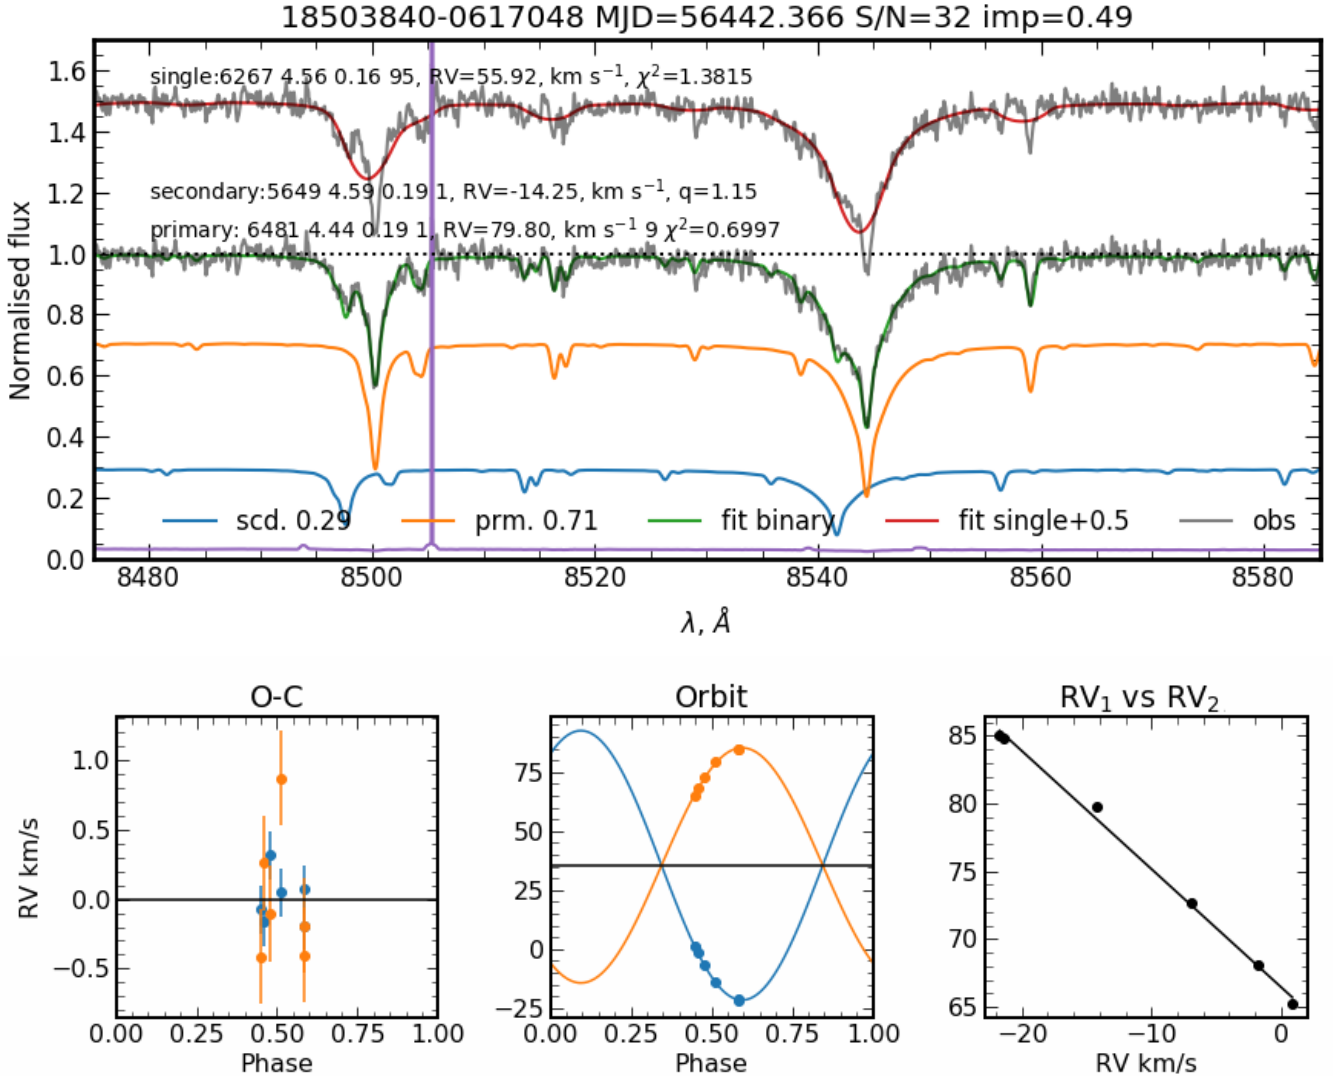 18503840-0617048 MJD=56442.366 S/N=32 imp=0.49
Normalised flux
1.6
1.4
1.2
1.0
0.8
0.6
0.4
0.2
0.0
single:6267 4.56 0.16 95, RV=55.92, km s⁻¹, χ²=1.3815
secondary:5649 4.59 0.19 1, RV=-14.25, km s⁻¹, q=1.15
primary: 6481 4.44 0.19 1, RV=79.80, km s⁻¹ 9 χ²=0.6997
scd. 0.29 prm. 0.71 fit binary fit single+0.5 obs
8480 8500 8520 8540 8560 8580
λ, Å
O-C
RV km/s
1.0
0.5
0.0
−0.5
0.00 0.25 0.50 0.75 1.00
Phase
Orbit
75
50
25
0
−25
0.00 0.25 0.50 0.75 1.00
Phase
RV₁ vs RV₂
85
80
75
70
65
−20 −10 0
RV km/s